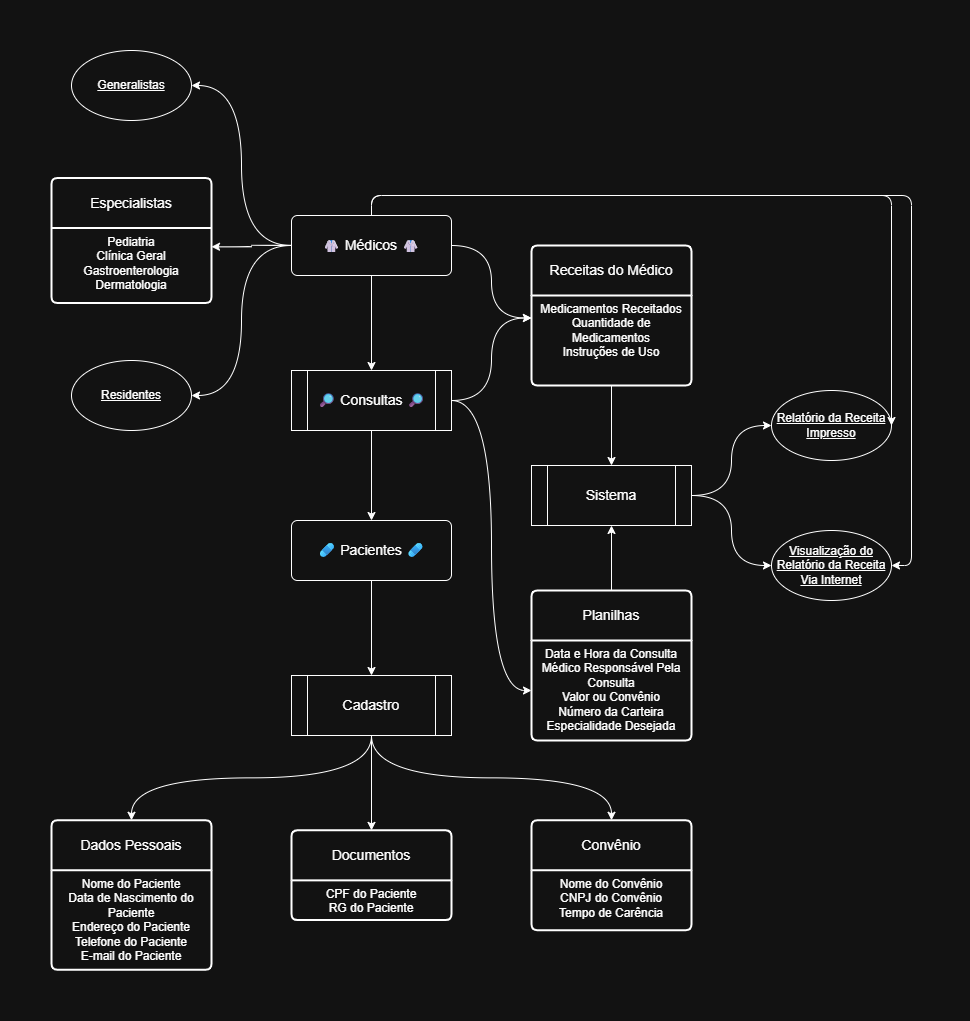 Generalistas
Especialistas
Pediatria
Clínica Geral
Gastroenterologia
Dermatologia
Residentes
Médicos
Consultas
Pacientes
Cadastro
Receitas do Médico
Medicamentos Receitados
Quantidade de
Medicamentos
Instruções de Uso
Sistema
Relatório da Receita
Impresso
Visualização do
Relatório da Receita
Via Internet
Planilhas
Data e Hora da Consulta
Médico Responsável Pela
Consulta
Valor ou Convênio
Número da Carteira
Especialidade Desejada
Dados Pessoais
Nome do Paciente
Data de Nascimento do
Paciente
Endereço do Paciente
Telefone do Paciente
E-mail do Paciente
Documentos
CPF do Paciente
RG do Paciente
Convênio
Nome do Convênio
CNPJ do Convênio
Tempo de Carência